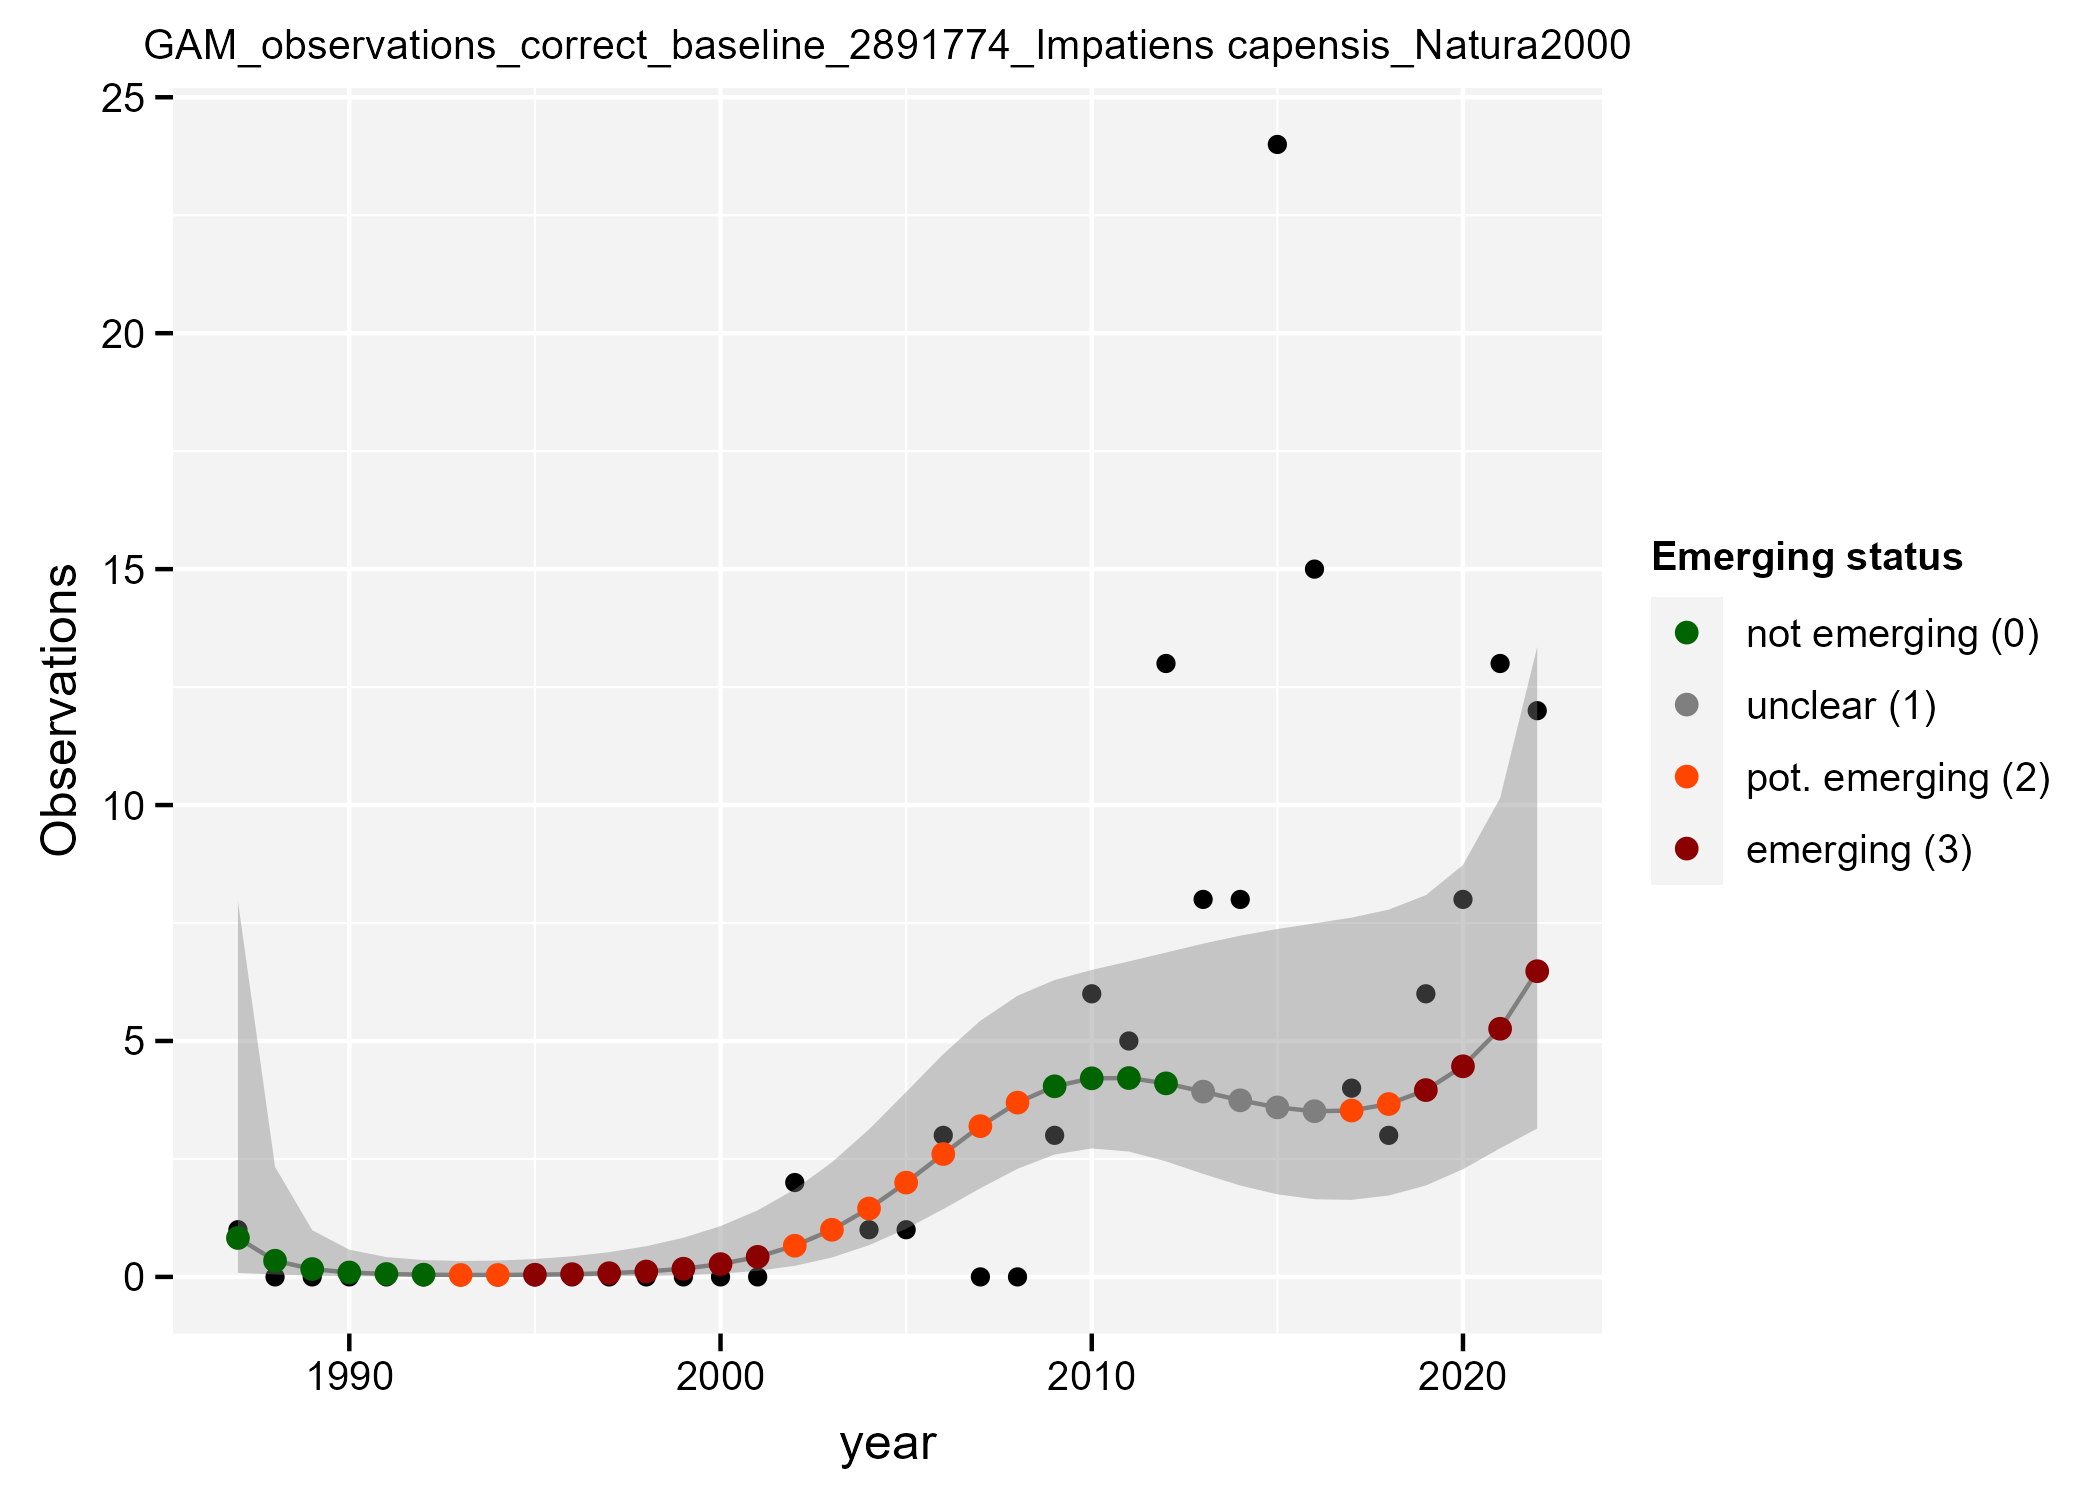 GAM_observations_correct_baseline_2891774_Impatiens capensis_Natura2000
25
20
15
10
5
0
Observations
1990
2000
2010
2020
year
Emerging status
not emerging (0)
unclear (1)
pot. emerging (2)
emerging (3)